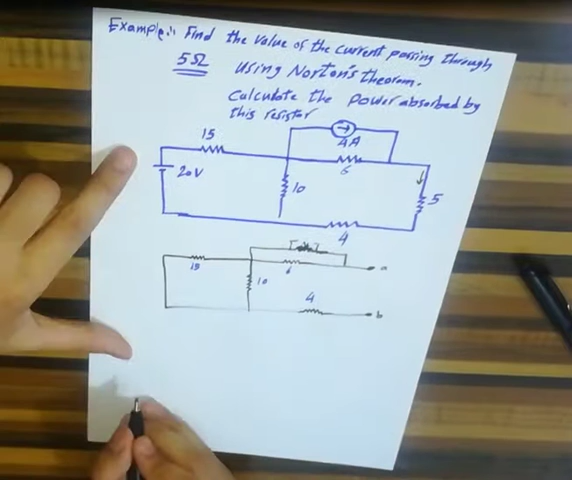 Example:. Find the value of the current passing through
5Ω using Norton's theorem.
Calculate the power absorbed by
this resistor
15
4A
6
20V
10
5
4
15
6
10
a
4
b